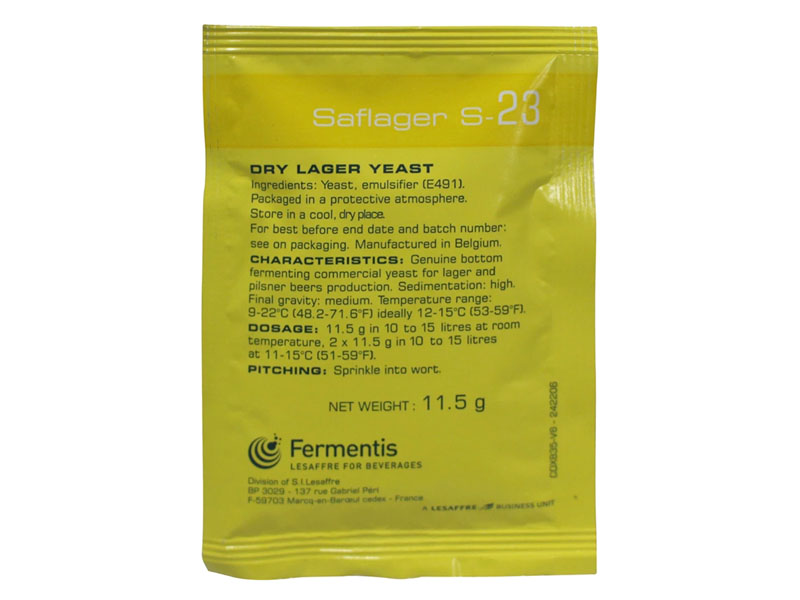 Saflager S-23
DRY LAGER YEAST
Ingredients: Yeast, emulsifier (E491).
Packaged in a protective atmosphere.
Store in a cool, dry place.
For best before end date and batch number:
see on packaging. Manufactured in Belgium.
CHARACTERISTICS: Genuine bottom
fermenting commercial yeast for lager and
pilsner beers production. Sedimentation: high.
Final gravity: medium. Temperature range:
9-22°C (48.2-71.6°F) ideally 12-15°C (53-59°F).
DOSAGE: 11.5 g in 10 to 15 litres at room
temperature, 2 x 11.5 g in 10 to 15 litres
at 11-15°C (51-59°F).
PITCHING: Sprinkle into wort.
NET WEIGHT : 11.5 g
Fermentis
LESAFFRE FOR BEVERAGES
Division of S.I.Lesaffre
BP 3029 - 137 rue Gabriel Péri
F-59703 Marcq-en-Barœul cedex - France
A LESAFFRE BUSINESS UNIT
242206